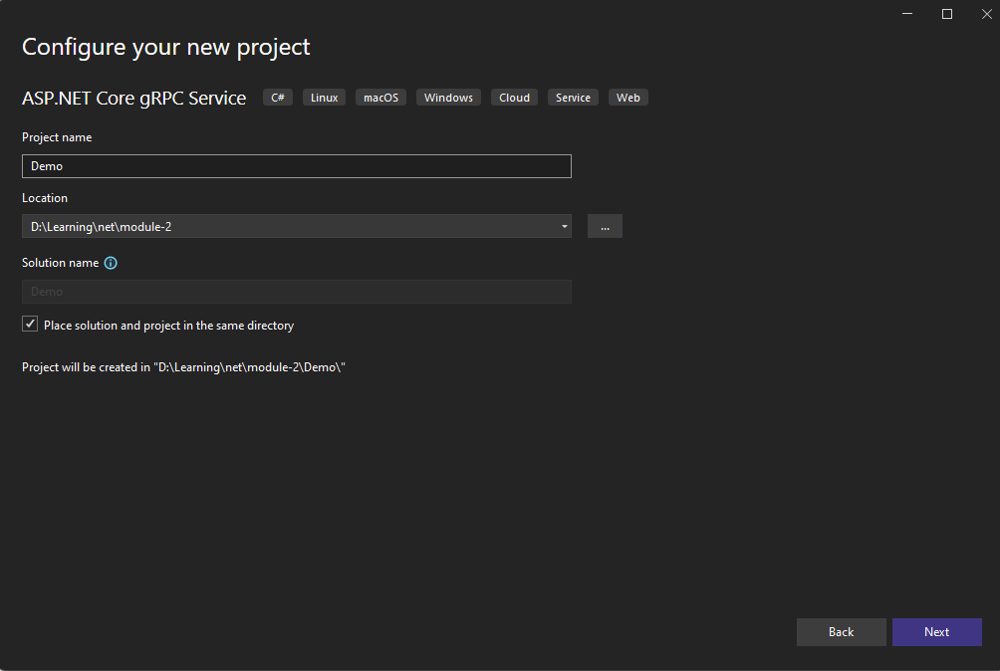 Configure your new project
ASP.NET Core gRPC Service C# Linux macOS Windows Cloud Service Web
Project name
Demo
Location
D:\Learning\net\module-2 ...
Solution name
Demo
Place solution and project in the same directory
Project will be created in "D:\Learning\net\module-2\Demo\"
Back Next